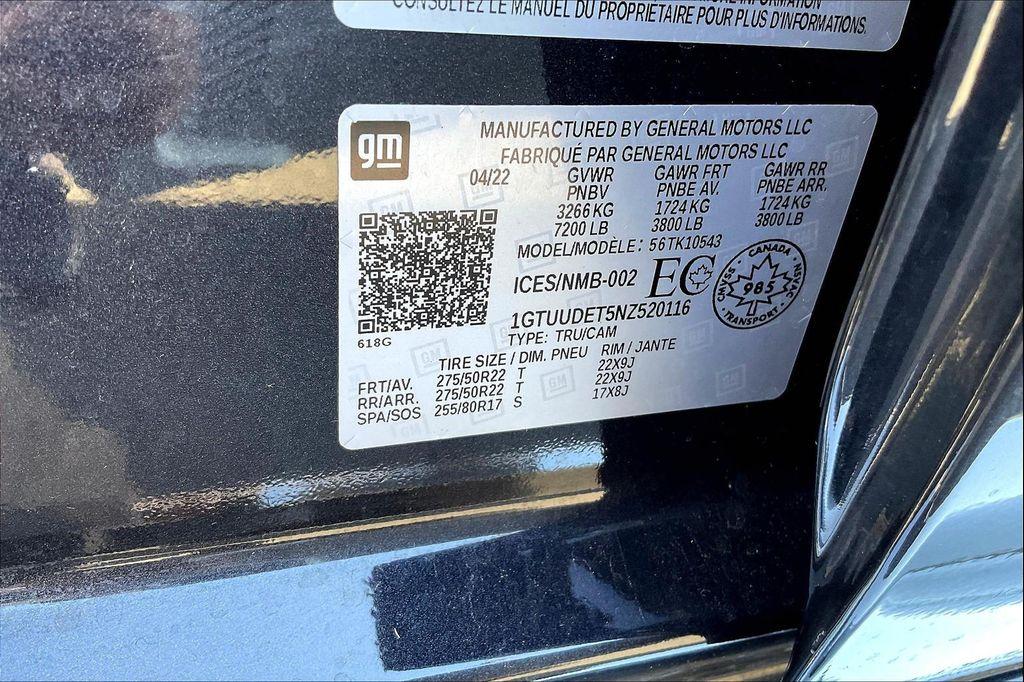 CONSULTEZ LE MANUEL DU PROPRIETAIRE POUR PLUS D'INFORMATIONS.
gm
MANUFACTURED BY GENERAL MOTORS LLC
FABRIQUÉ PAR GENERAL MOTORS LLC
04/22 GVWR GAWR FRT GAWR RR
PNBV PNBE AV. PNBE ARR.
3266 KG 1724 KG 1724 KG
7200 LB 3800 LB 3800 LB
MODEL/MODÈLE: 56TK10543
ICES/NMB-002 EC
CANADA CMVSS 985 NSVAC TRANSPORT
1GTUUDET5NZ520116
TYPE: TRU/CAM
618G
TIRE SIZE / DIM. PNEU RIM / JANTE
FRT/AV. 275/50R22 T 22X9J
RR/ARR. 275/50R22 T 22X9J
SPA/SOS 255/80R17 S 17X8J